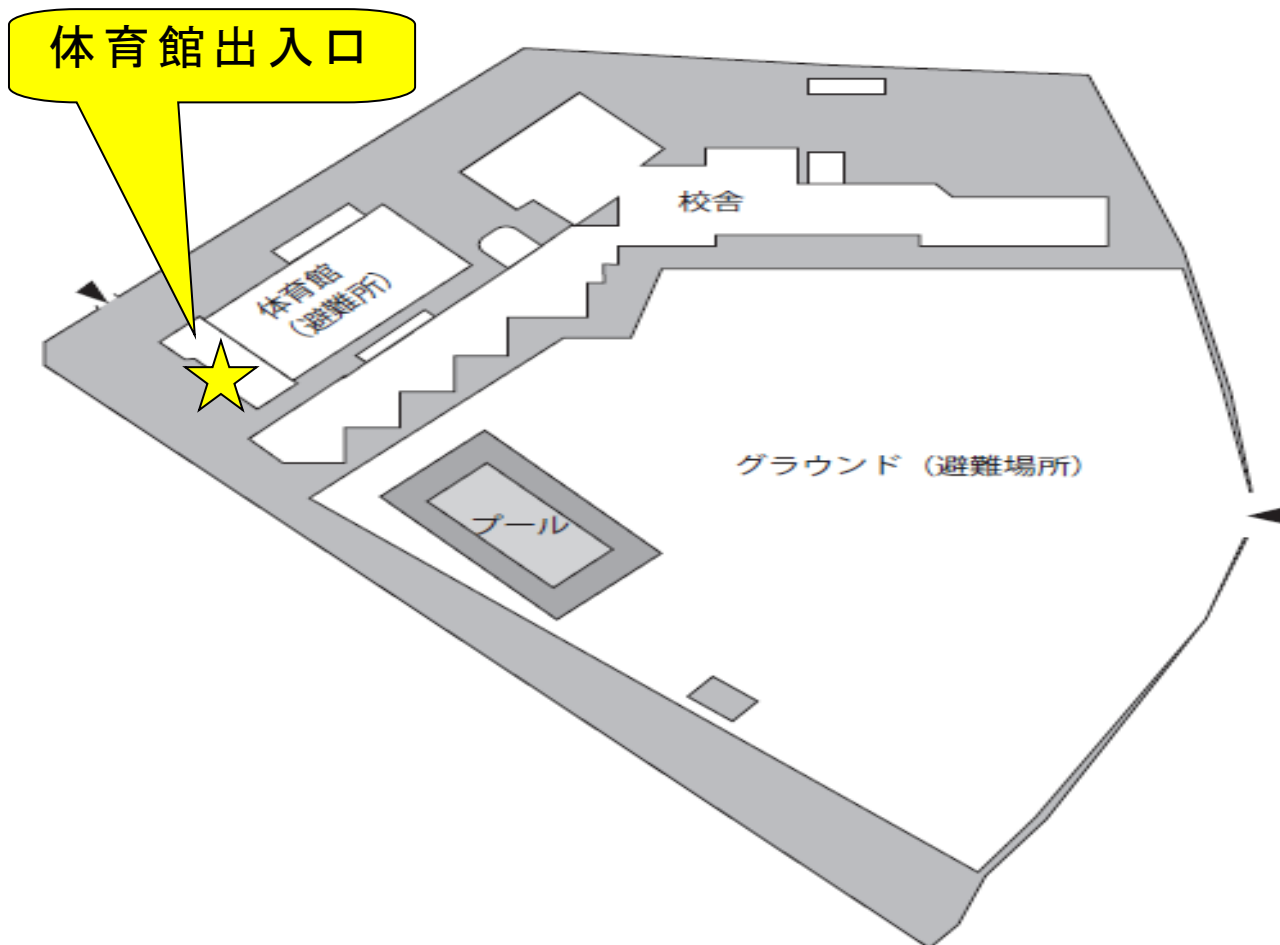 体育館出入口
校舎
体育館
(避難所)
グラウンド (避難場所)
プール